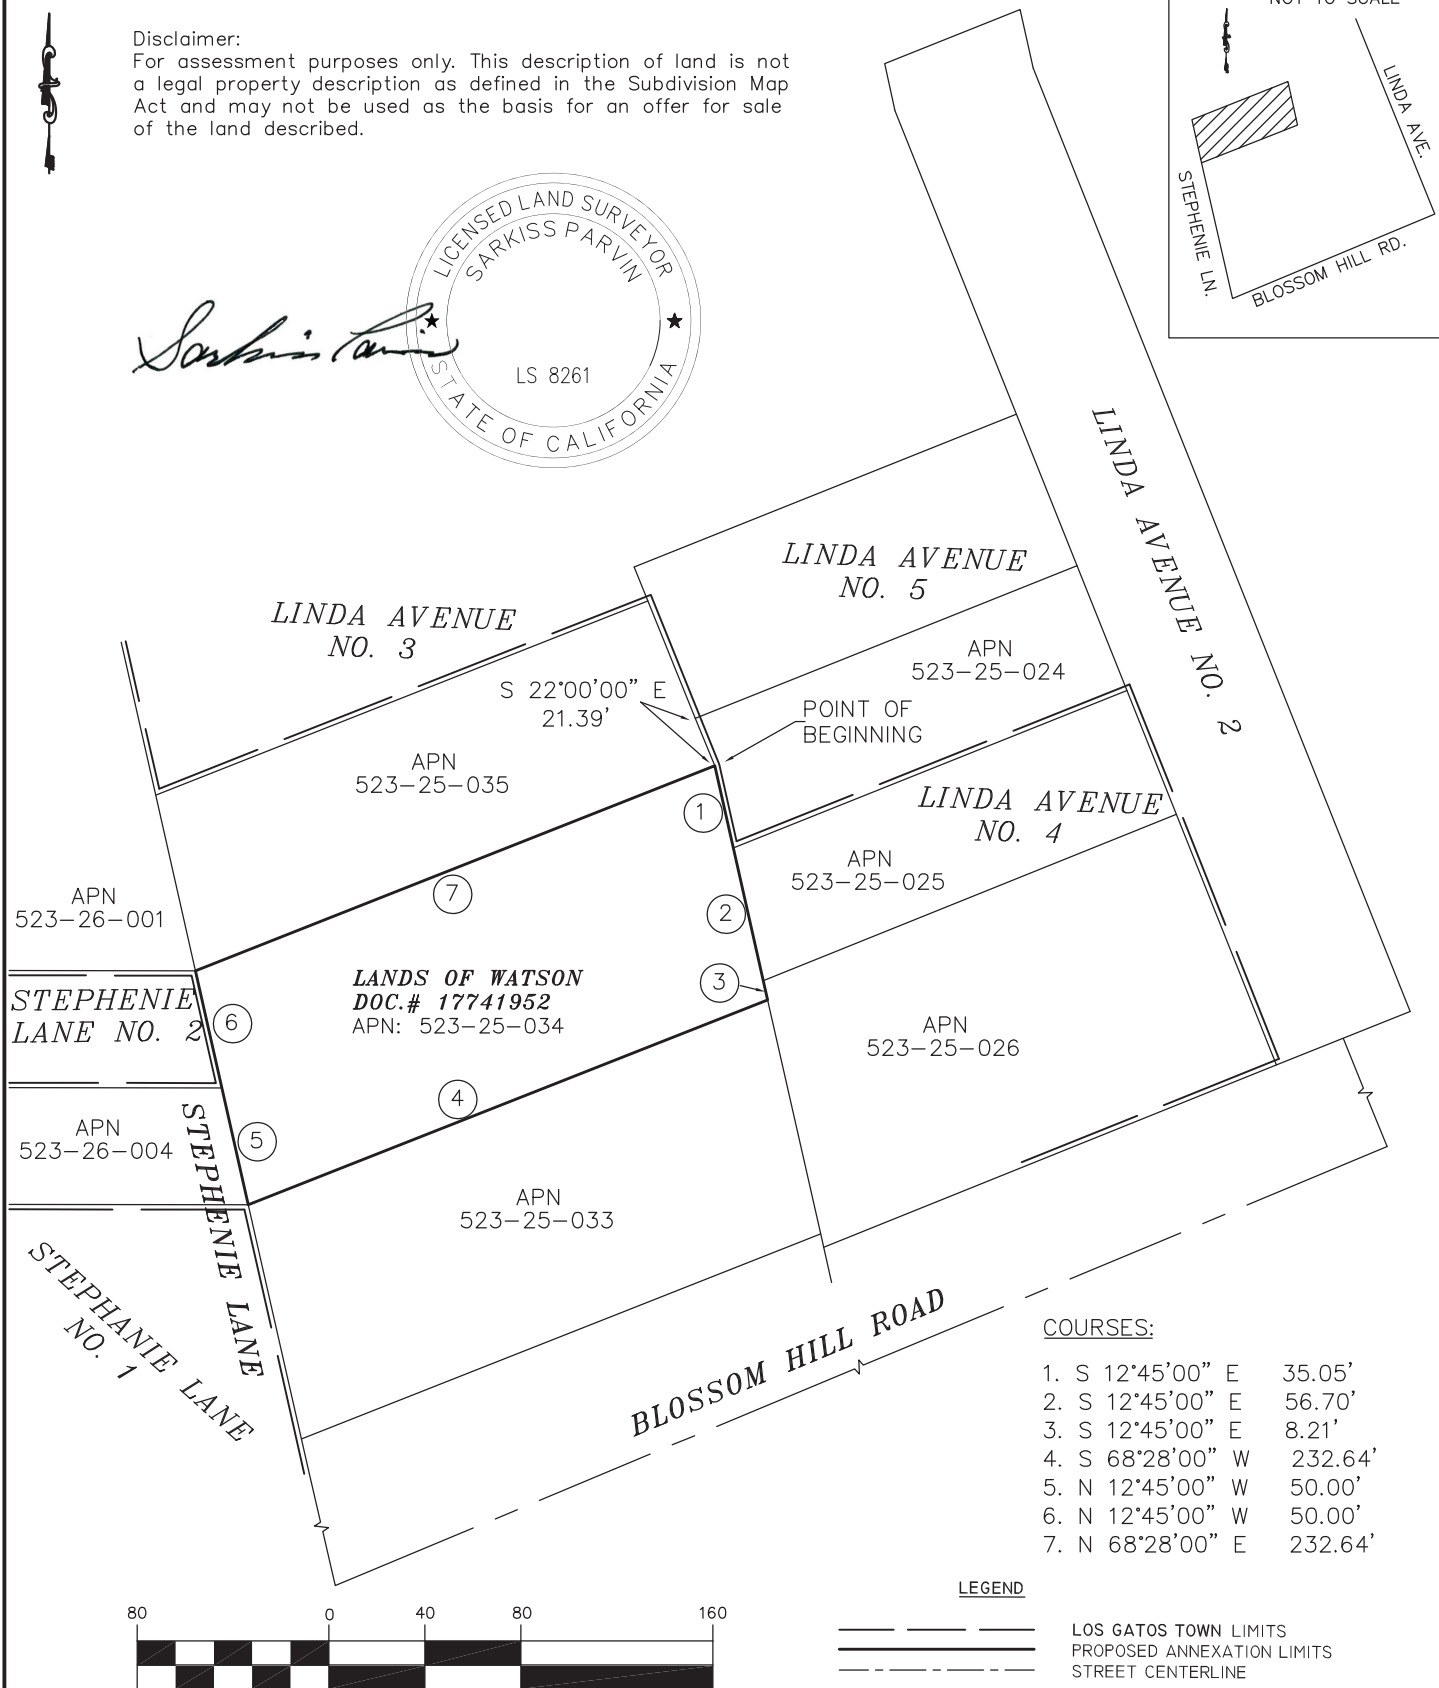 NOT TO SCALE
Disclaimer:
For assessment purposes only. This description of land is not
a legal property description as defined in the Subdivision Map
Act and may not be used as the basis for an offer for sale
of the land described.
LINDA AVE.
STEPHENIE LN.
BLOSSOM HILL RD.
LICENSED LAND SURVEYOR
SARKISS PARVIN
LS 8261
STATE OF CALIFORNIA
Sarkiss Parvin
LINDA AVENUE NO. 2
LINDA AVENUE
NO. 5
LINDA AVENUE
NO. 3
APN
523-25-024
S 22°00'00" E
21.39'
POINT OF
BEGINNING
APN
523-25-035
LINDA AVENUE
NO. 4
1
APN
523-25-025
7
APN
523-26-001
2
LANDS OF WATSON
DOC.# 17741952
APN: 523-25-034
3
STEPHENIE
LANE NO. 2
6
APN
523-25-026
4
APN
523-26-004
5
STEPHENIE LANE
APN
523-25-033
STEPHANIE LANE
NO. 1
BLOSSOM HILL ROAD
COURSES:
1. S 12°45'00" E 35.05'
2. S 12°45'00" E 56.70'
3. S 12°45'00" E 8.21'
4. S 68°28'00" W 232.64'
5. N 12°45'00" W 50.00'
6. N 12°45'00" W 50.00'
7. N 68°28'00" E 232.64'
LEGEND
80 0 40 80 160
LOS GATOS TOWN LIMITS
PROPOSED ANNEXATION LIMITS
STREET CENTERLINE